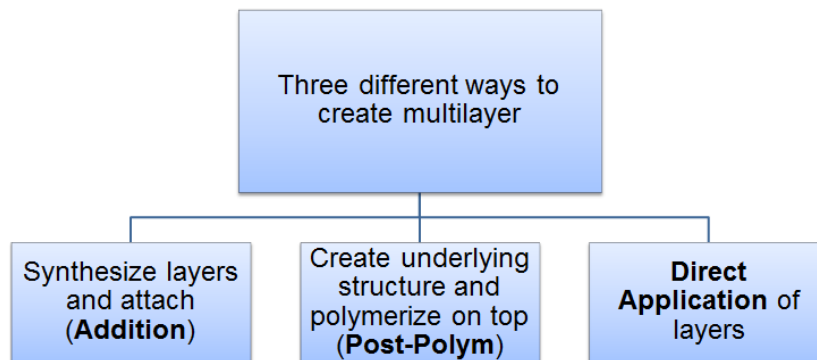 Three different ways to
create multilayer
Synthesize layers
and attach
(Addition)
Create underlying
structure and
polymerize on top
(Post-Polym)
Direct
Application of
layers